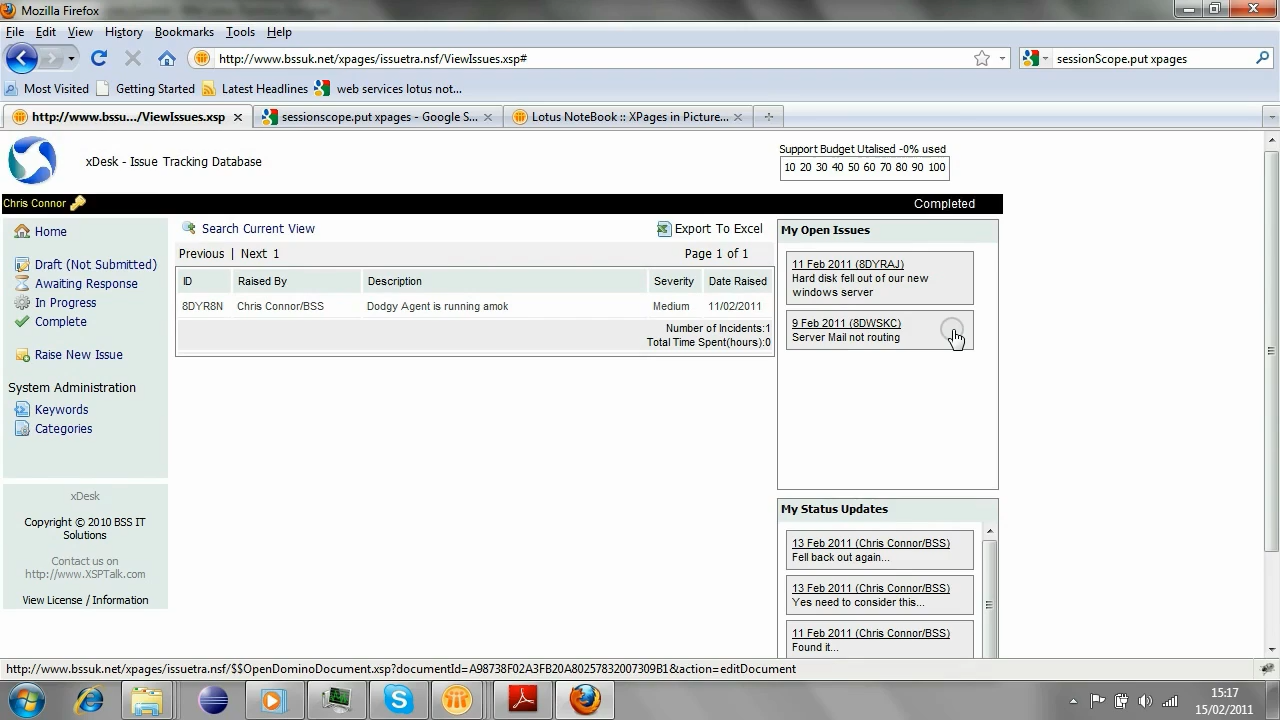 Mozilla Firefox
File Edit View History Bookmarks Tools Help
http://www.bssuk.net/xpages/issuetra.nsf/ViewIssues.xsp#
sessionScope.put xpages
Most Visited Getting Started Latest Headlines web services lotus not...
http://www.bssu.../ViewIssues.xsp
sessionscope.put xpages - Google S...
Lotus NoteBook :: XPages in Picture...
xDesk - Issue Tracking Database
Support Budget Utalised -0% used
10 20 30 40 50 60 70 80 90 100
Chris Connor
Completed
Home
Draft (Not Submitted)
Awaiting Response
In Progress
Complete
Raise New Issue
System Administration
Keywords
Categories
xDesk
Copyright © 2010 BSS IT
Solutions
Contact us on
http://www.XSPTalk.com
View License / Information
Search Current View
Export To Excel
Previous | Next 1
Page 1 of 1
ID Raised By Description Severity Date Raised
8DYR8N Chris Connor/BSS Dodgy Agent is running amok Medium 11/02/2011
Number of Incidents:1
Total Time Spent(hours):0
My Open Issues
11 Feb 2011 (8DYRAJ)
Hard disk fell out of our new
windows server
9 Feb 2011 (8DWSKC)
Server Mail not routing
My Status Updates
13 Feb 2011 (Chris Connor/BSS)
Fell back out again...
13 Feb 2011 (Chris Connor/BSS)
Yes need to consider this...
11 Feb 2011 (Chris Connor/BSS)
Found it...
http://www.bssuk.net/xpages/issuetra.nsf/$$OpenDominoDocument.xsp?documentId=A98738F02A3FB20A80257832007309B1&action=editDocument
15:17
15/02/2011